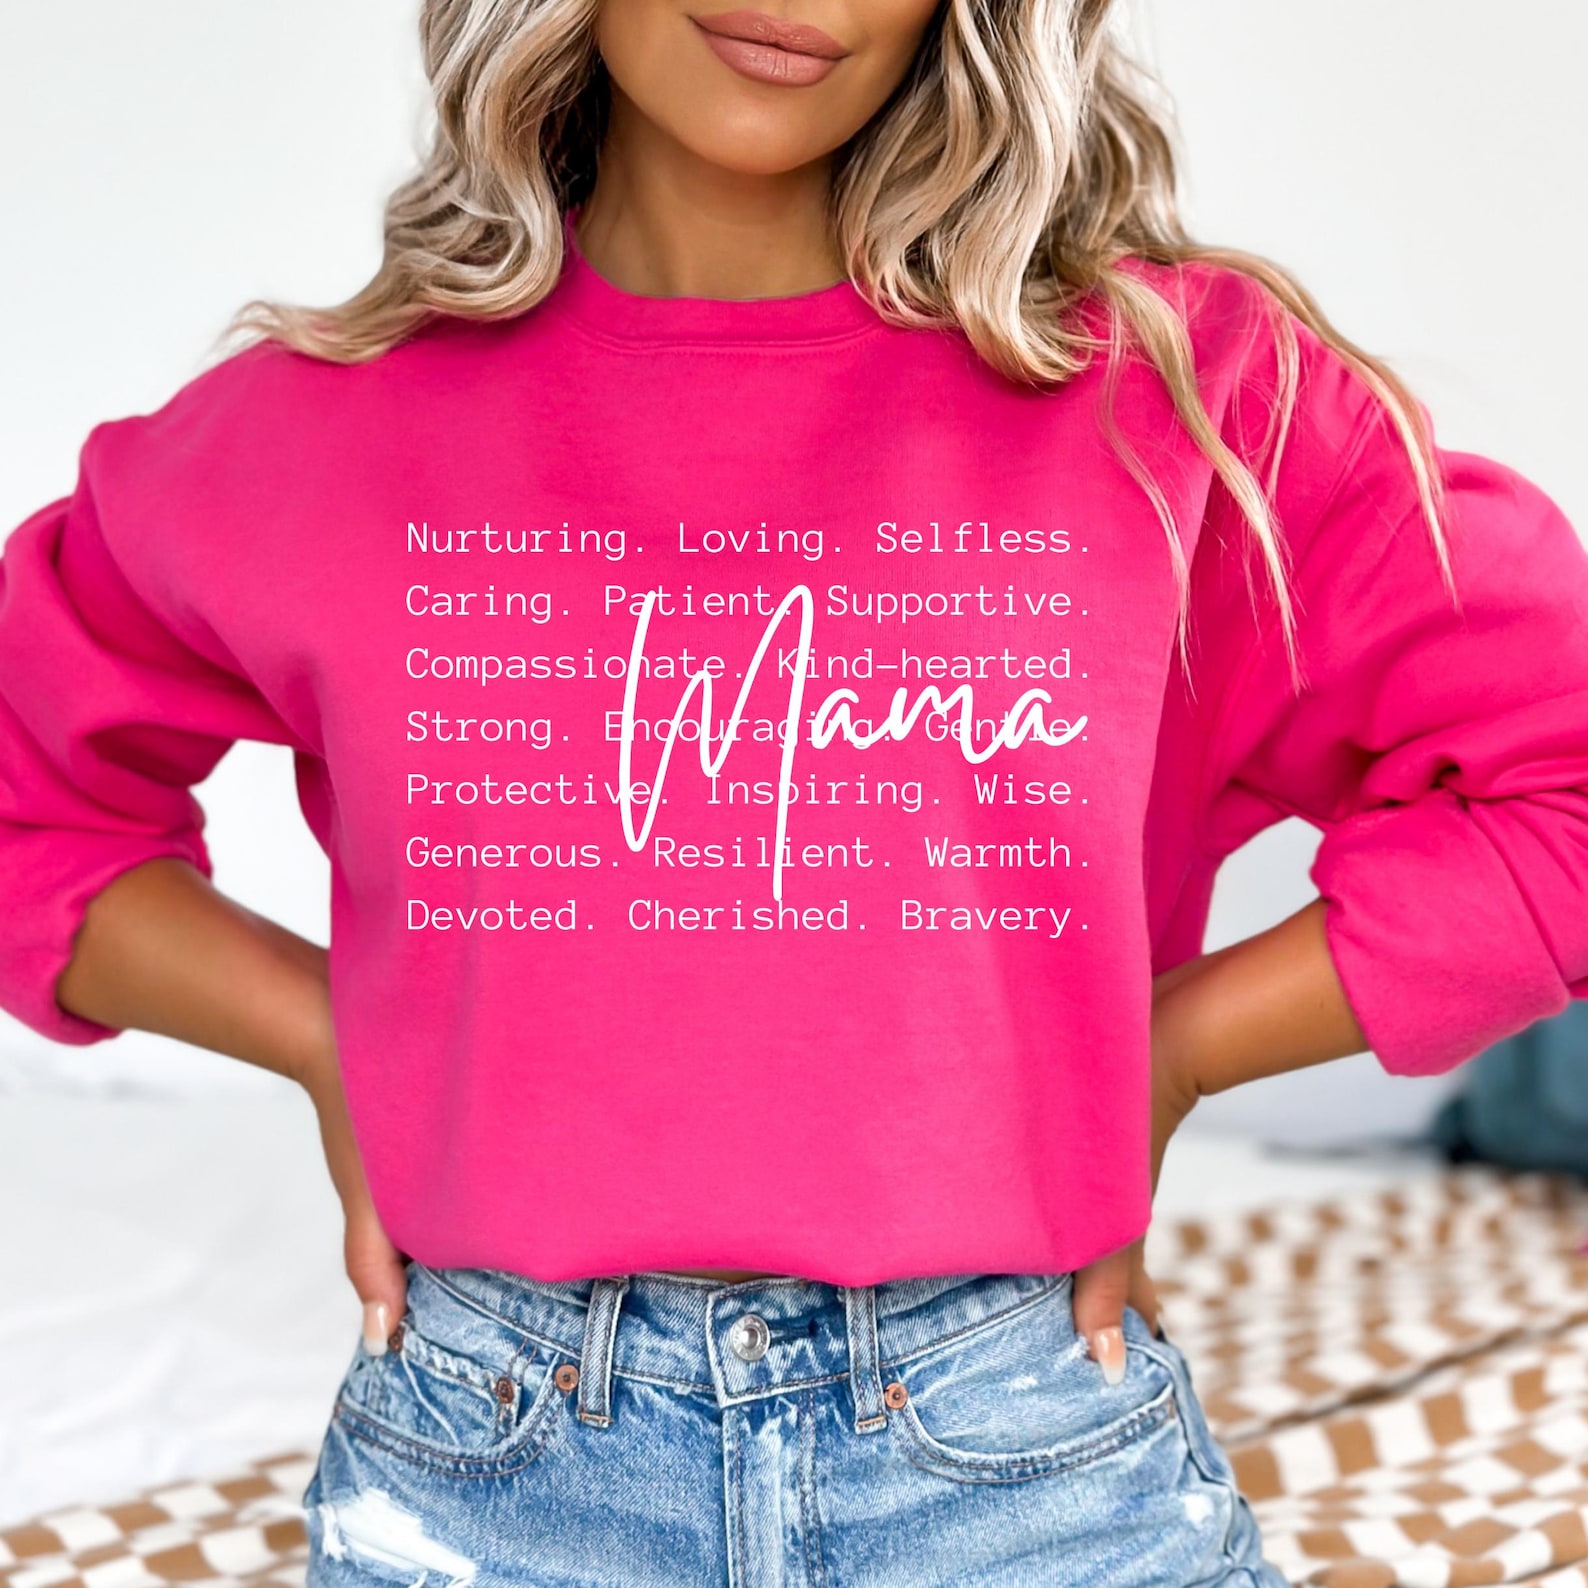 Nurturing. Loving. Selfless.
Caring. Patient. Supportive.
Compassionate. Kind-hearted.
Mama
Strong. Encouraging. Gentle.
Protective. Inspiring. Wise.
Generous. Resilient. Warmth.
Devoted. Cherished. Bravery.